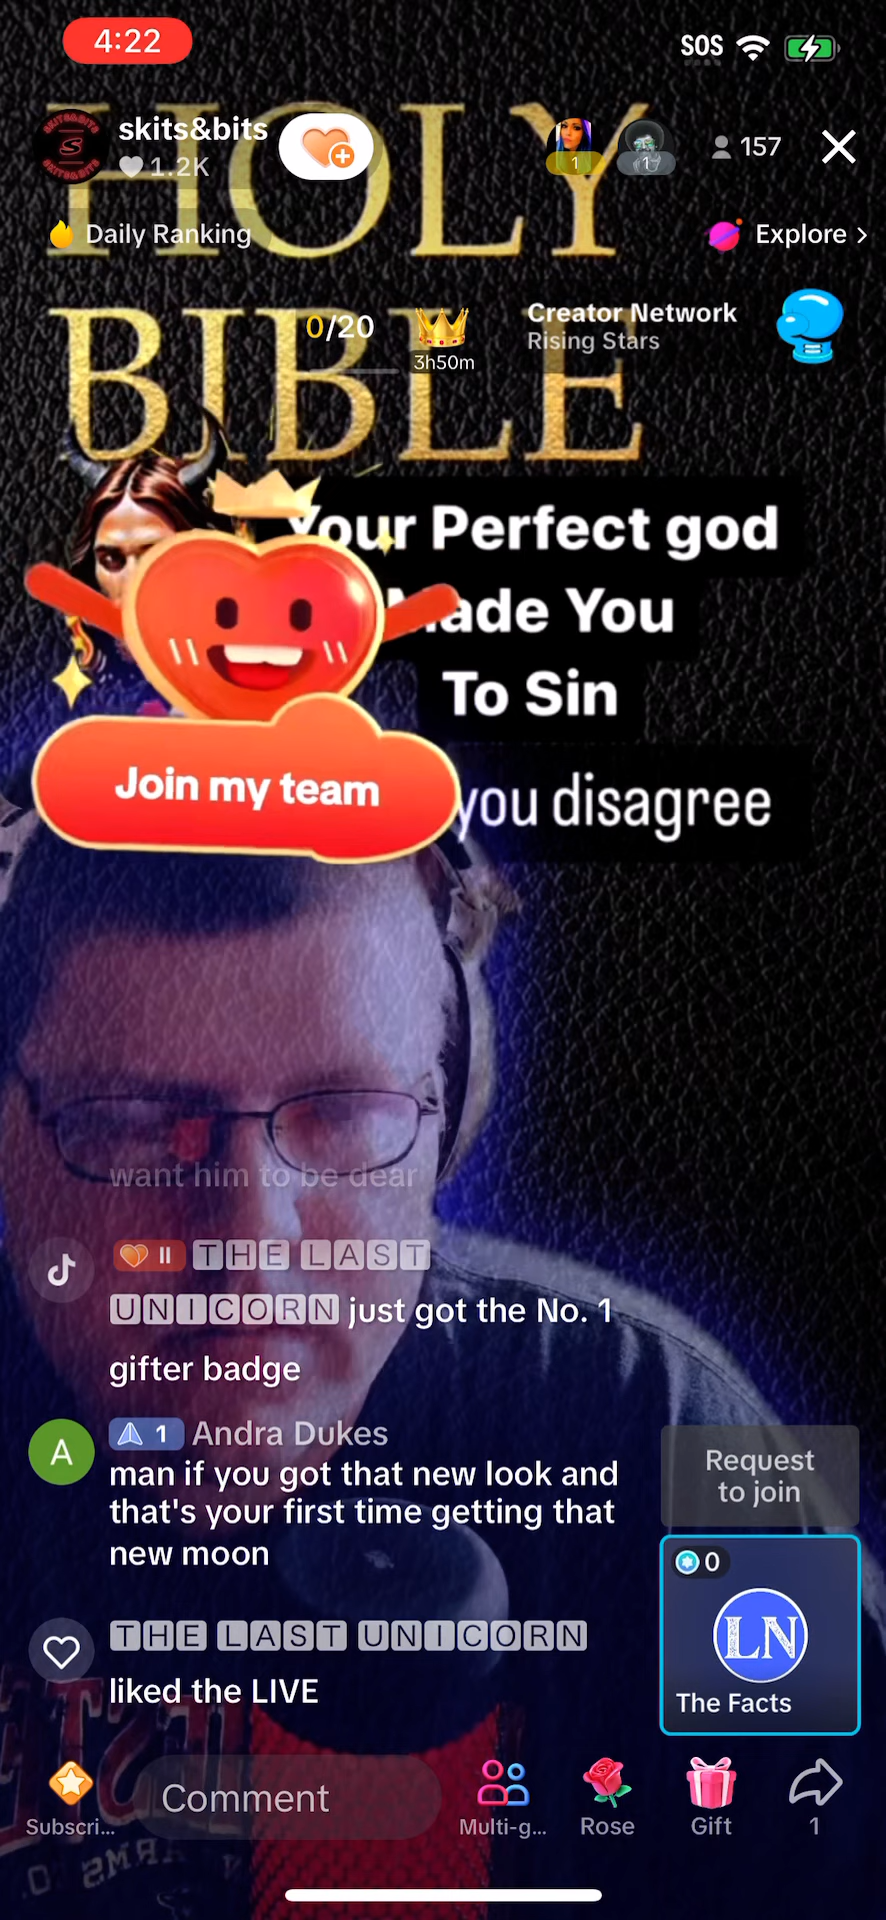 4:22
SOS
skits&bits
1.2K
1
1
157
HOLY
Daily Ranking
Explore >
BIBLE
0/20
3h50m
Creator Network
Rising Stars
Your Perfect god
Made You
To Sin
you disagree
Join my team
want him to be dear
II THE LAST
UNICORN just got the No. 1
gifter badge
A
1 Andra Dukes
man if you got that new look and
that's your first time getting that
new moon
Request
to join
0
LN
The Facts
THE LAST UNICORN
liked the LIVE
Subscri...
Comment
Multi-g...
Rose
Gift
1